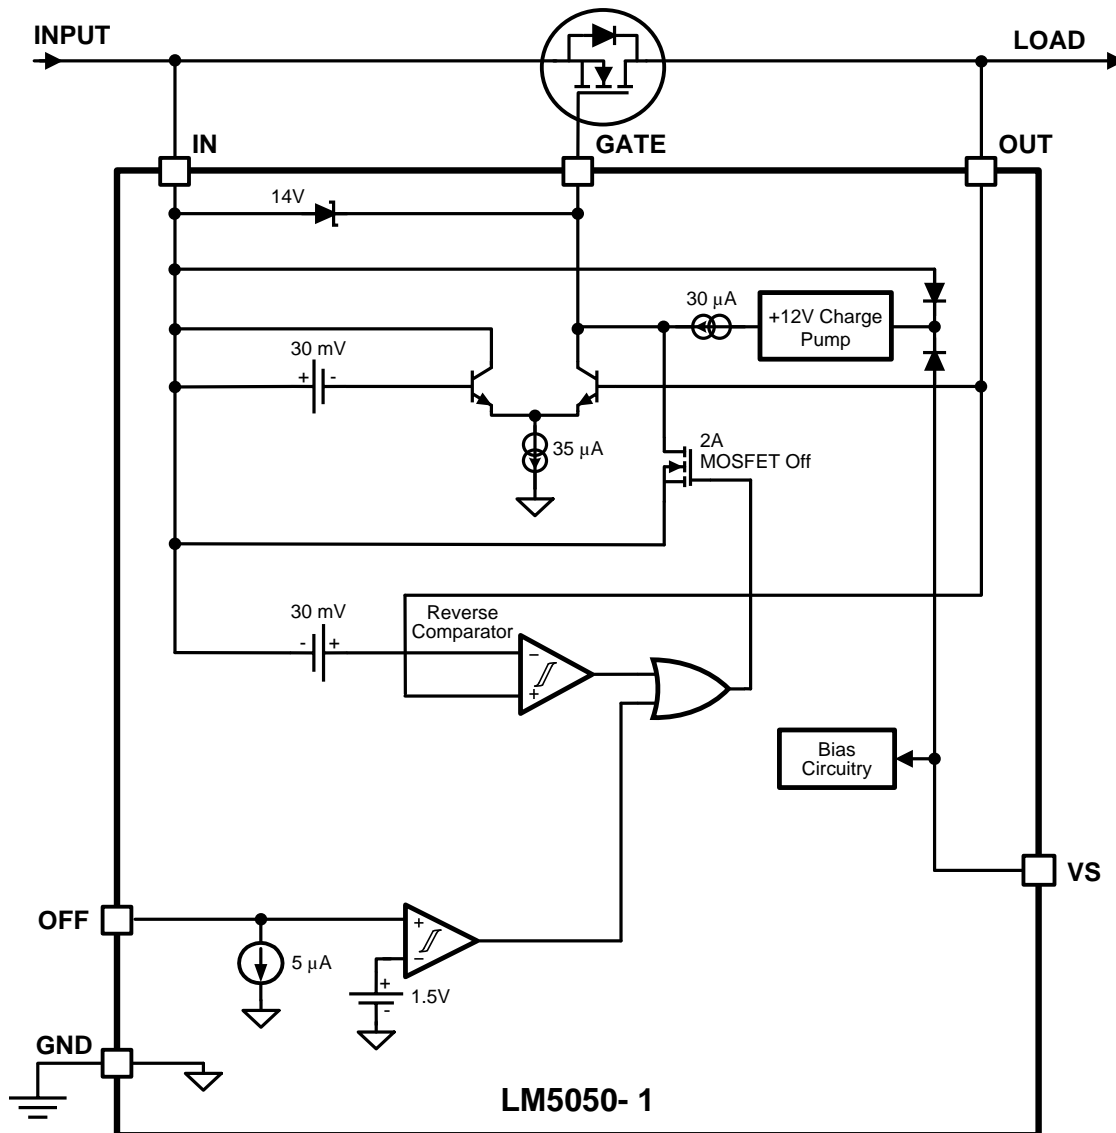 INPUT
LOAD
IN
GATE
OUT
14V
30 μA
+12V Charge
Pump
30 mV
+ -
35 μA
2A
MOSFET Off
30 mV
- +
Reverse
Comparator
−
+
Bias
Circuitry
VS
OFF
+
−
5 μA
+
1.5V
-
GND
LM5050- 1